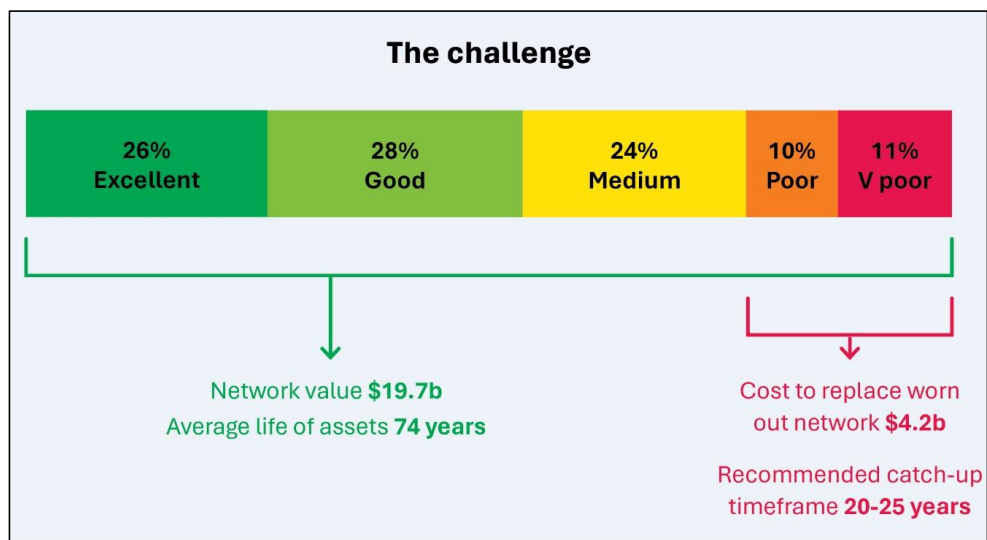 The challenge
26%
Excellent
28%
Good
24%
Medium
10%
Poor
11%
V poor
Network value $19.7b
Average life of assets 74 years
Cost to replace worn
out network $4.2b
Recommended catch-up
timeframe 20-25 years